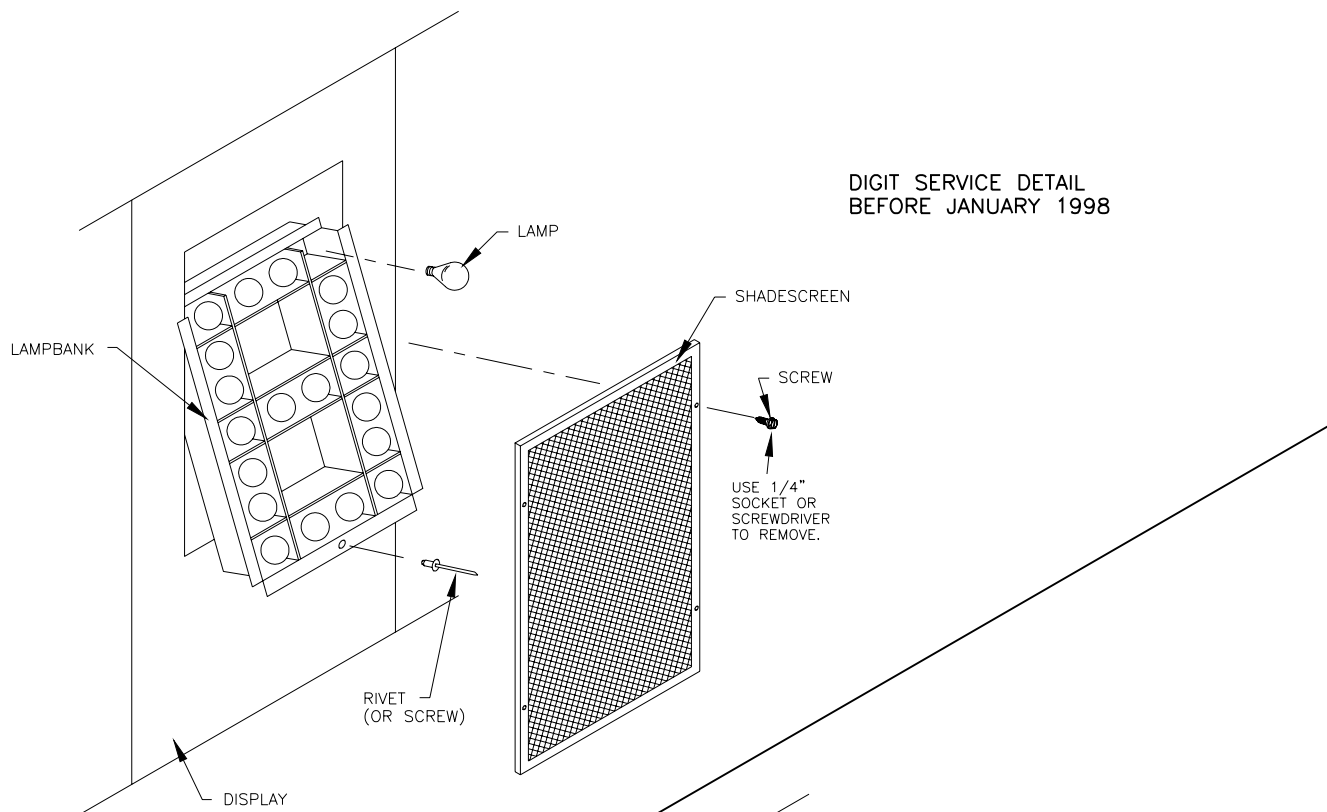 DIGIT SERVICE DETAIL
BEFORE JANUARY 1998
LAMP
SHADESCREEN
LAMPBANK
SCREW
USE 1/4"
SOCKET OR
SCREWDRIVER
TO REMOVE.
RIVET
(OR SCREW)
DISPLAY